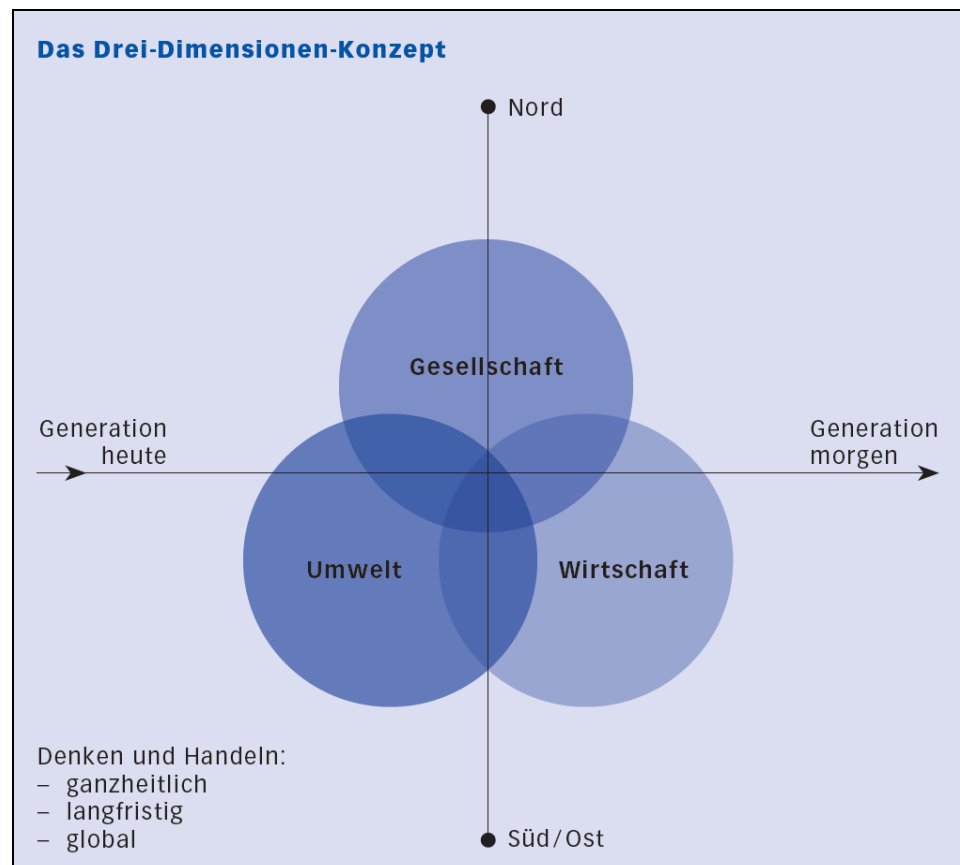 Das Drei-Dimensionen-Konzept
Nord
Gesellschaft
Generation
heute
Generation
morgen
Umwelt
Wirtschaft
Denken und Handeln:
– ganzheitlich
– langfristig
– global
Süd/Ost